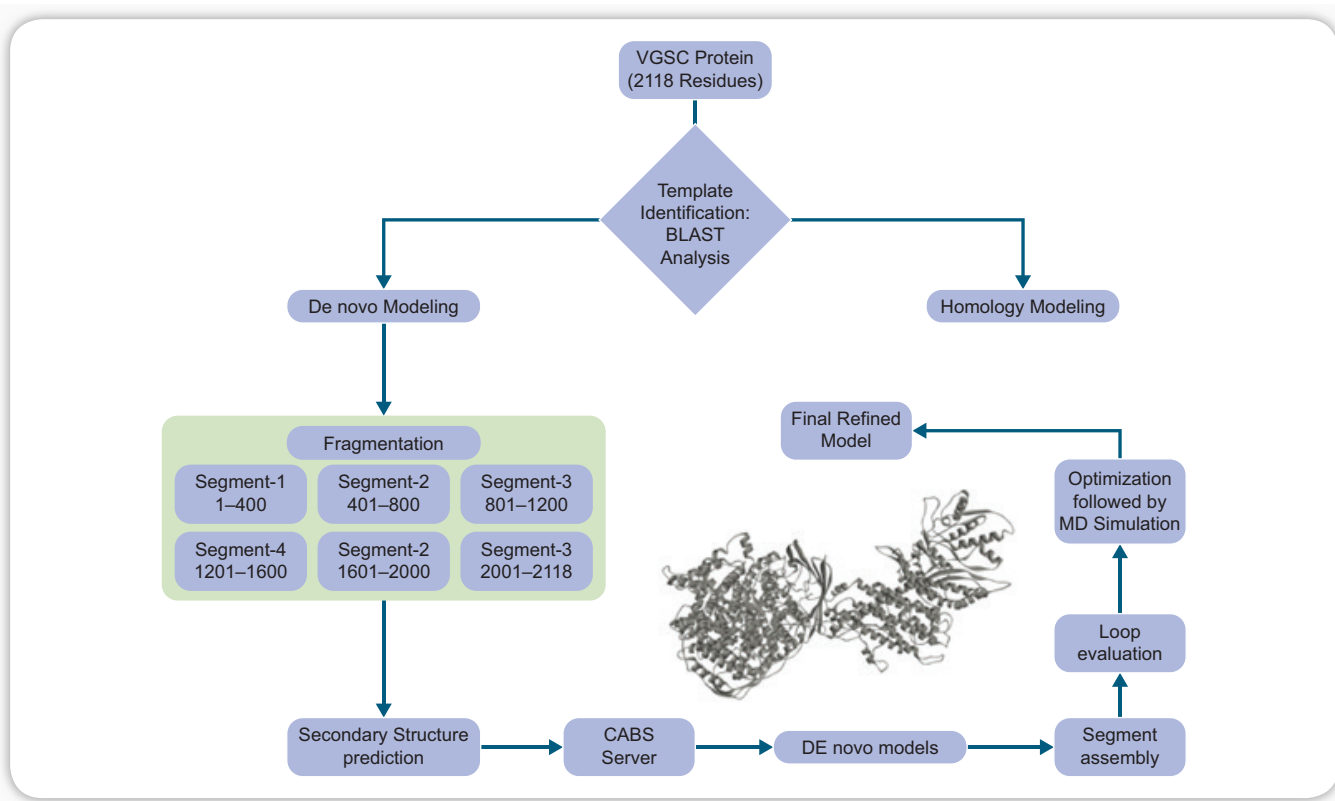 VGSC Protein
(2118 Residues)
Template
Identification:
BLAST
Analysis
De novo Modeling
Homology Modeling
Fragmentation
Segment-1
1–400
Segment-2
401–800
Segment-3
801–1200
Segment-4
1201–1600
Segment-2
1601–2000
Segment-3
2001–2118
Final Refined
Model
Optimization
followed by
MD Simulation
Loop
evaluation
Secondary Structure
prediction
CABS
Server
DE novo models
Segment
assembly